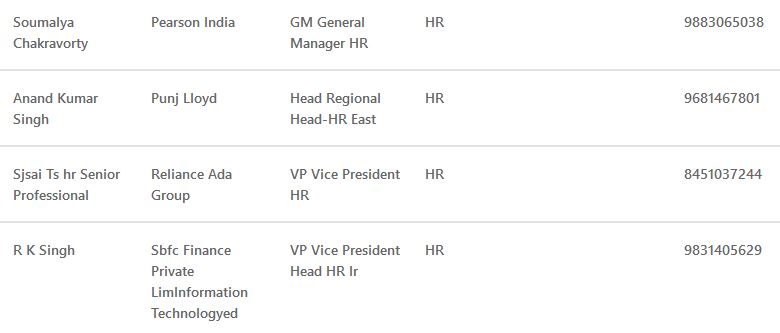 Soumalya Pearson India GM General HR 9883065038
Chakravorty Manager HR
Anand Kumar Punj Lloyd Head Regional HR 9681467801
Singh Head-HR East
Sjsai Ts hr Senior Reliance Ada VP Vice President HR 8451037244
Professional Group HR
R K Singh Sbfc Finance VP Vice President HR 9831405629
Private Head HR Ir
LimInformation
Technologyed